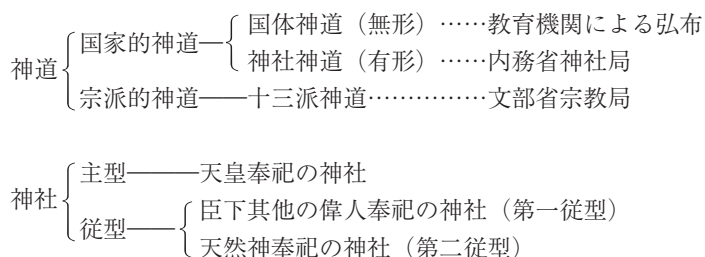 神道 国家的神道―国体神道（無形）……教育機関による弘布
神社神道（有形）……内務省神社局
宗派的神道――十三派神道……………文部省宗教局
神社 主型―――天皇奉祀の神社
従型――臣下其他の偉人奉祀の神社（第一従型）
天然神奉祀の神社（第二従型）